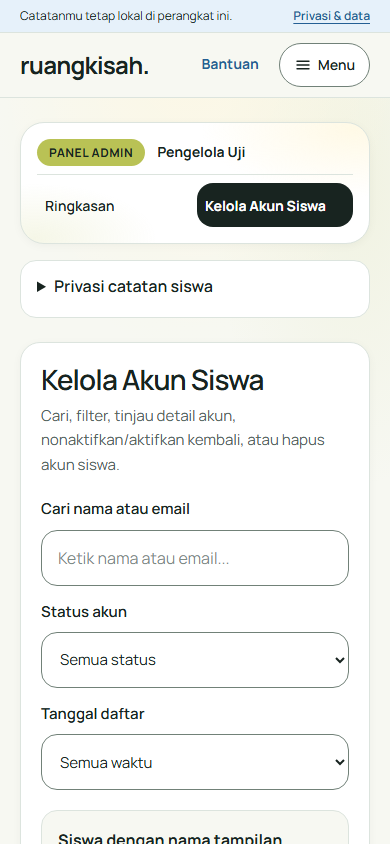 Catatanmu tetap lokal di perangkat ini. Privasi & data
ruangkisah. Bantuan Menu
PANEL ADMIN Pengelola Uji
Ringkasan Kelola Akun Siswa
Privasi catatan siswa
Kelola Akun Siswa
Cari, filter, tinjau detail akun,
nonaktifkan/aktifkan kembali, atau hapus
akun siswa.
Cari nama atau email
Ketik nama atau email...
Status akun
Semua status
Tanggal daftar
Semua waktu
Siswa dengan nama tampilan